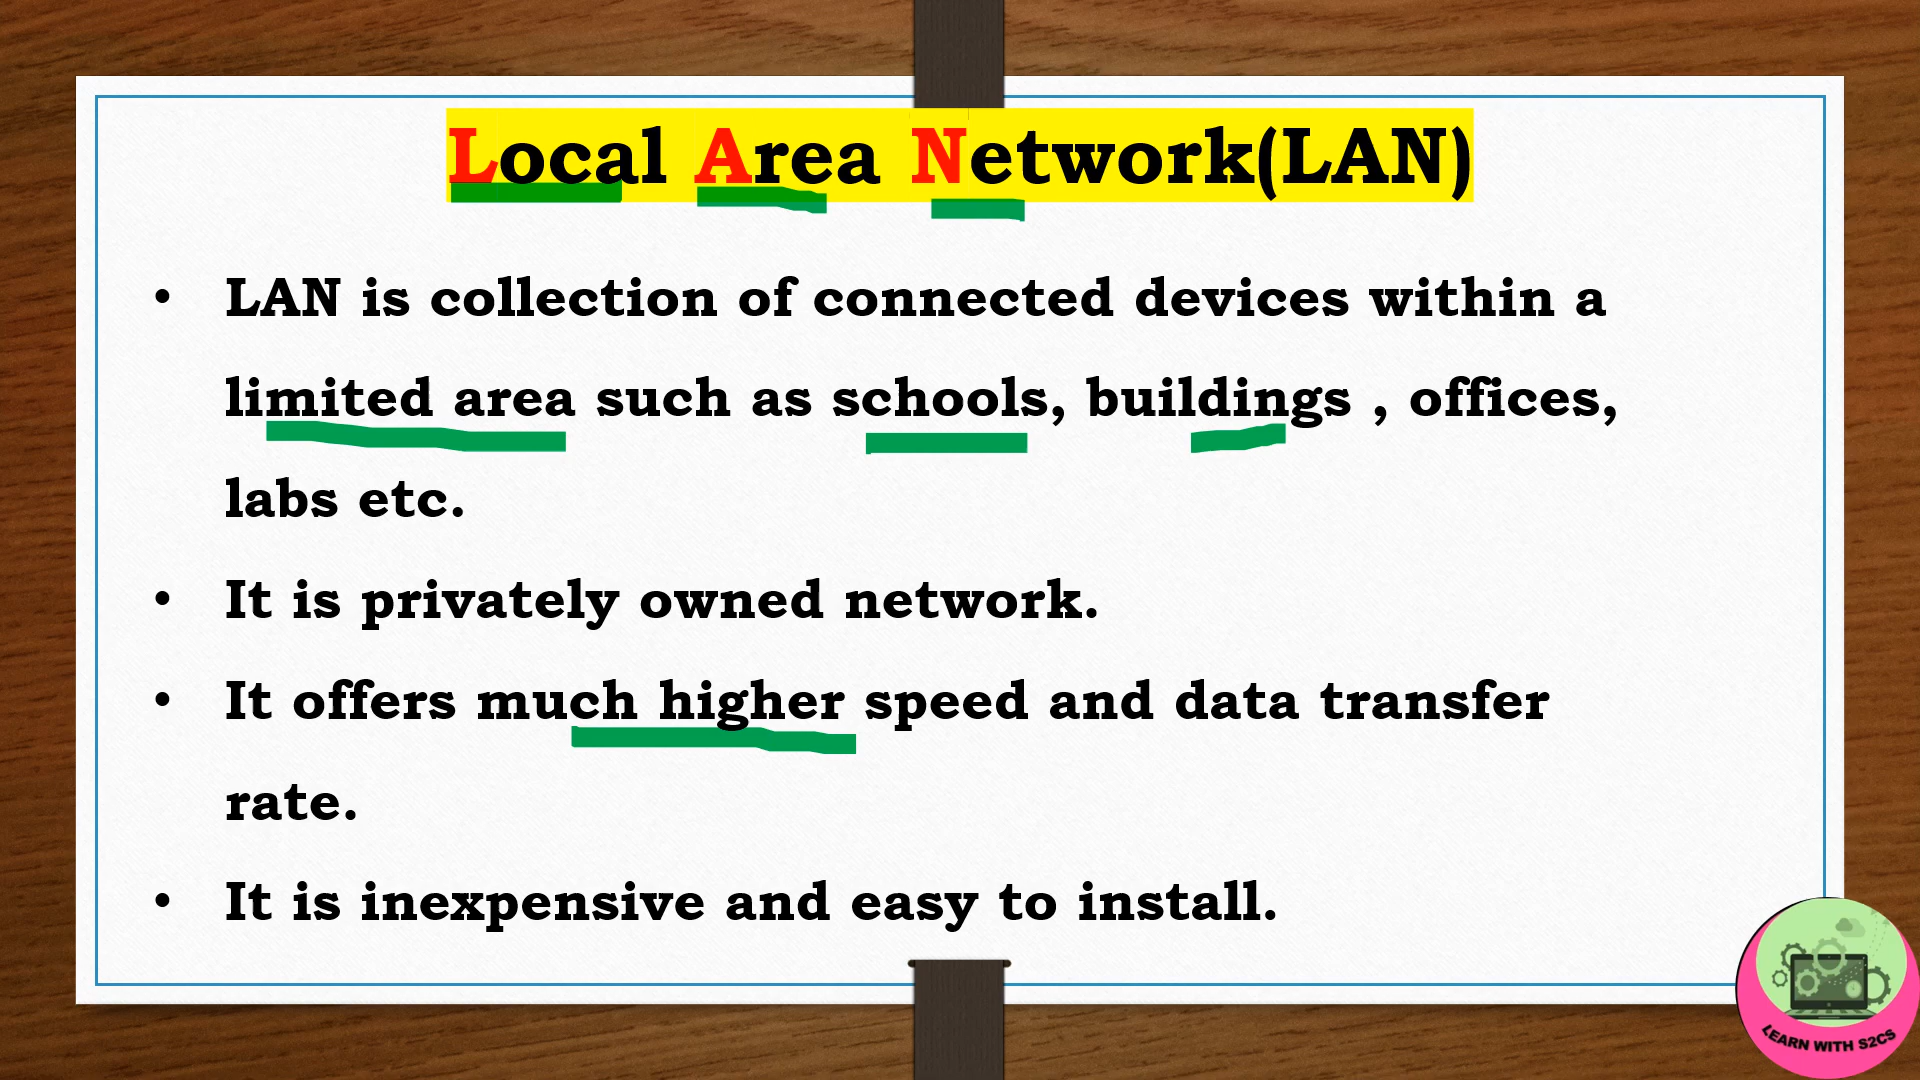 Local Area Network(LAN)
• LAN is collection of connected devices within a
limited area such as schools, buildings , offices,
labs etc.
• It is privately owned network.
• It offers much higher speed and data transfer
rate.
• It is inexpensive and easy to install.
LEARN WITH S2CS